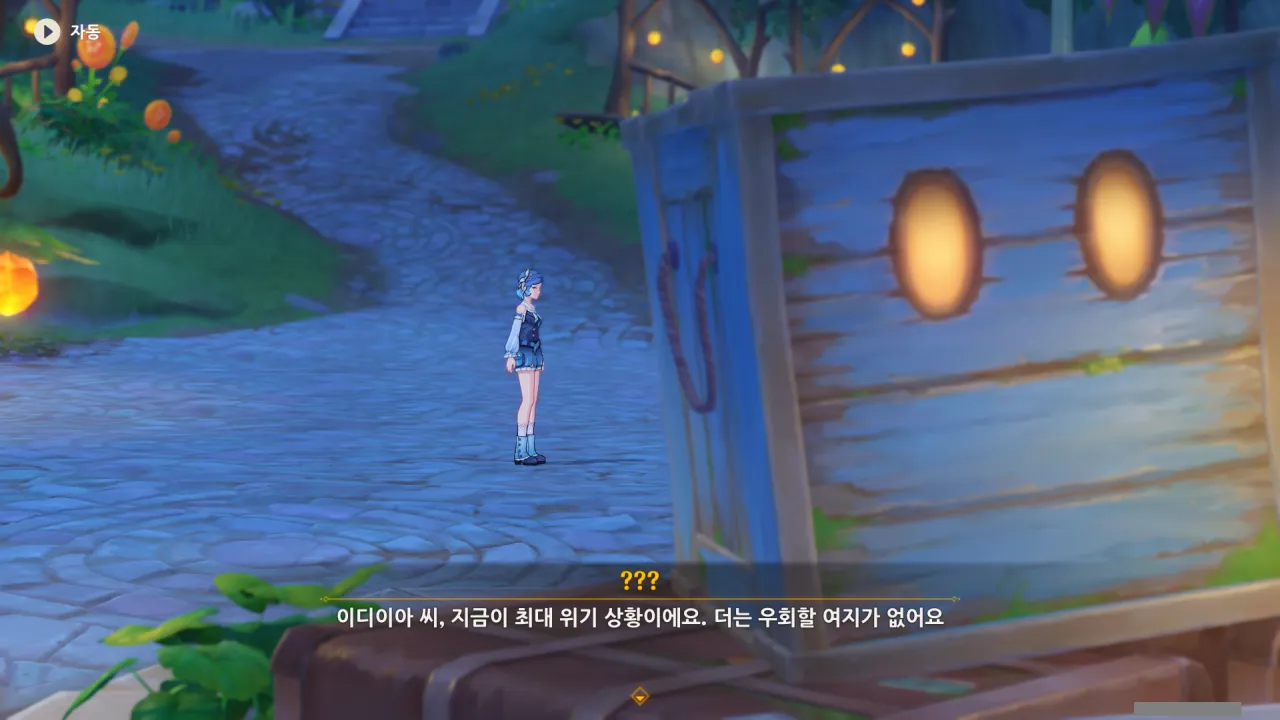 자동
???
이디이아 씨, 지금이 최대 위기 상황이에요. 더는 우회할 여지가 없어요